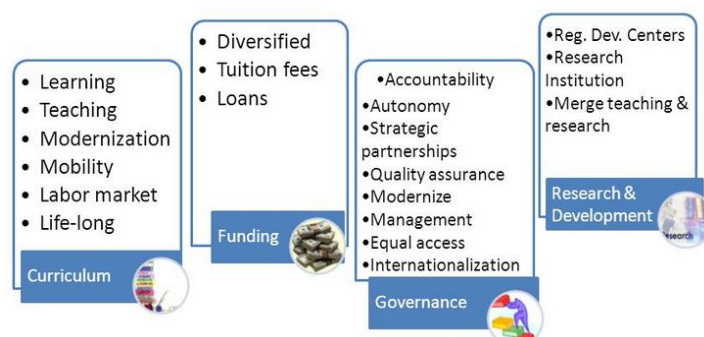 • Learning
• Teaching
• Modernization
• Mobility
• Labor market
• Life-long
Curriculum
• Diversified
• Tuition fees
• Loans
Funding
•Accountability
•Autonomy
•Strategic
partnerships
•Quality assurance
•Modernize
•Management
•Equal access
•Internationalization
Governance
•Reg. Dev. Centers
•Research
Institution
•Merge teaching &
research
Research &
Development
Research